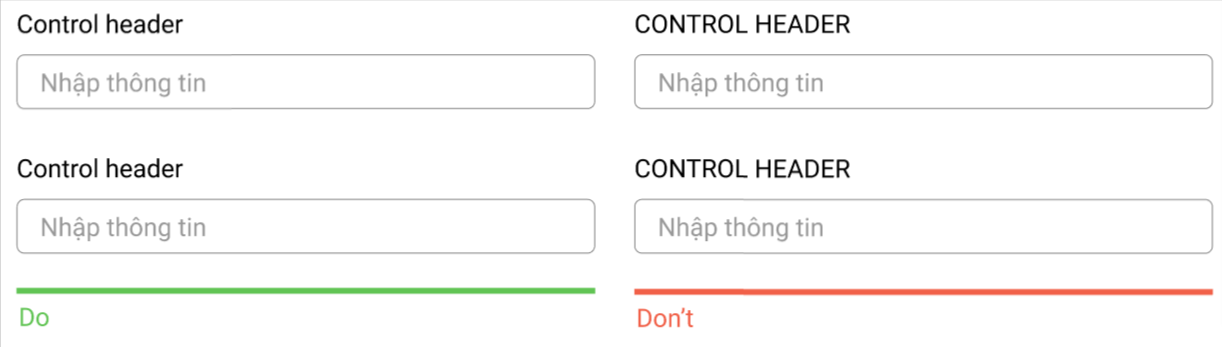 Control header
Nhập thông tin
Control header
Nhập thông tin
Do
CONTROL HEADER
Nhập thông tin
CONTROL HEADER
Nhập thông tin
Don’t